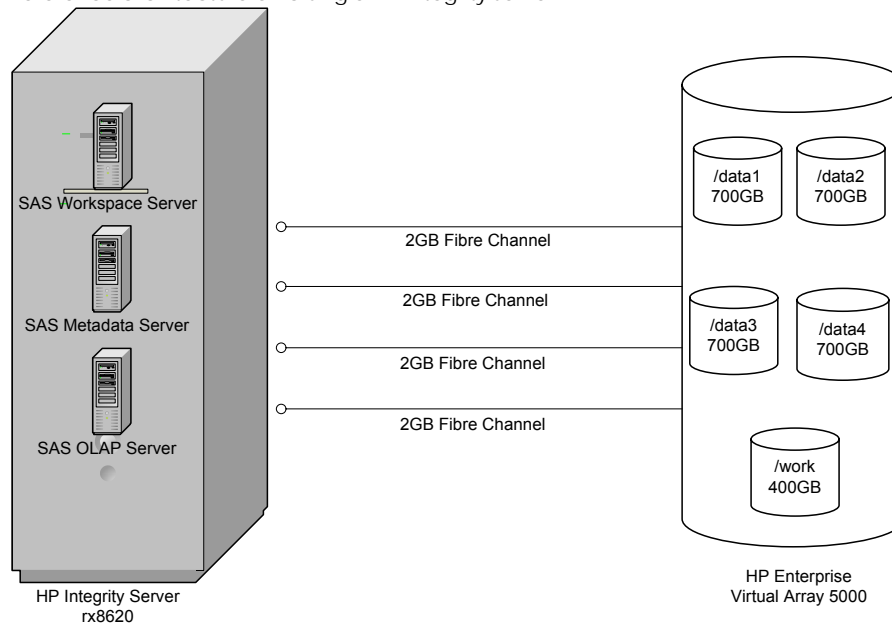 SAS Workspace Server
SAS Metadata Server
SAS OLAP Server
HP Integrity Server
rx8620
2GB Fibre Channel
2GB Fibre Channel
2GB Fibre Channel
2GB Fibre Channel
/data1
700GB
/data2
700GB
/data3
700GB
/data4
700GB
/work
400GB
HP Enterprise
Virtual Array 5000